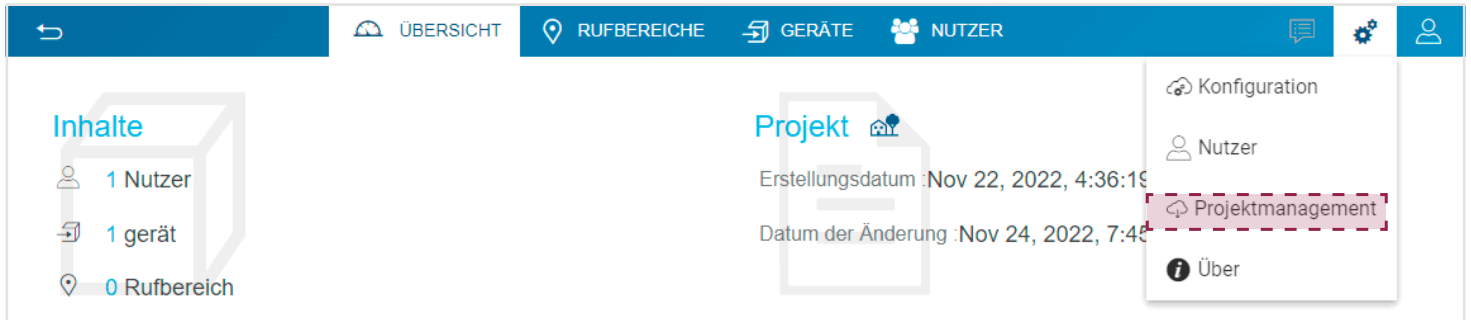 ÜBERSICHT RUFBEREICHE GERÄTE NUTZER
Inhalte
1 Nutzer
1 gerät
0 Rufbereich
Projekt
Erstellungsdatum :Nov 22, 2022, 4:36:19
Datum der Änderung :Nov 24, 2022, 7:45
Konfiguration
Nutzer
Projektmanagement
Über